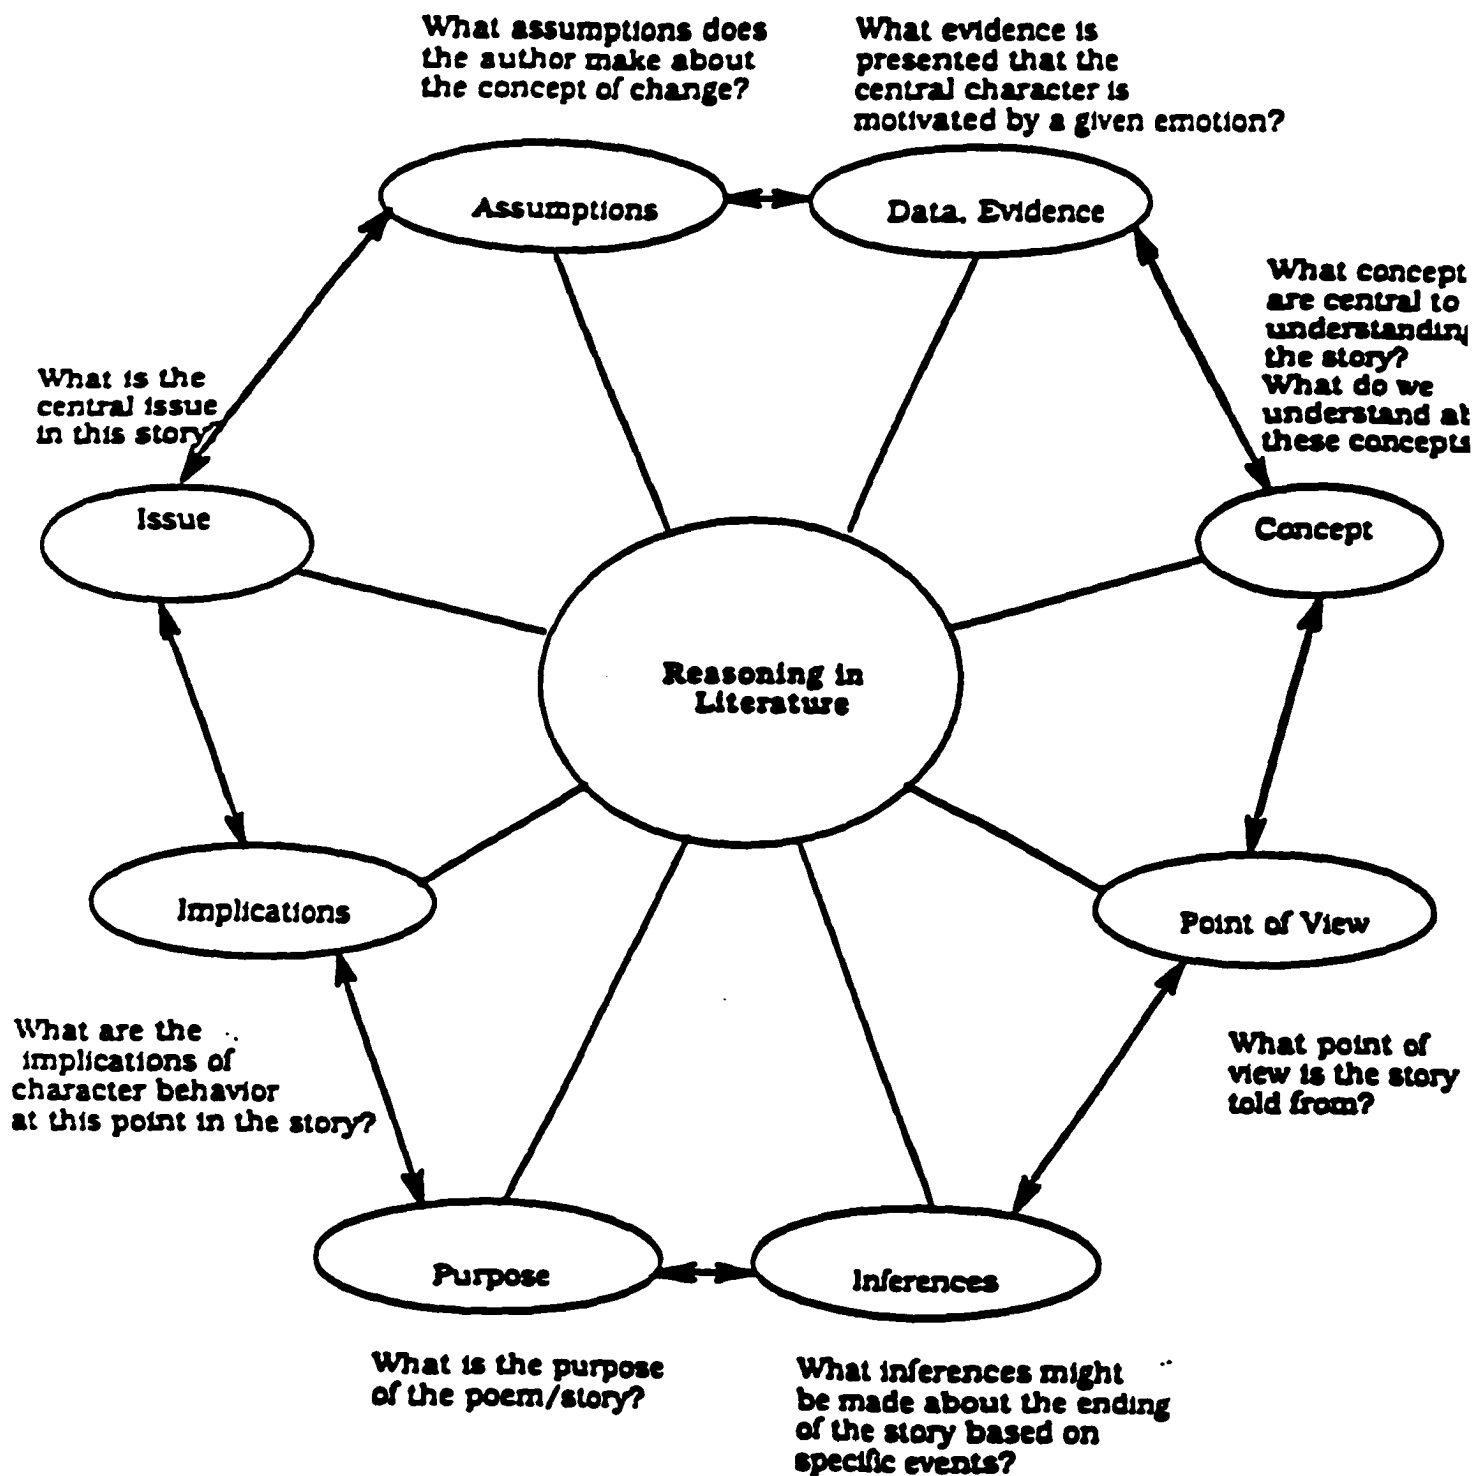 What assumptions does
the author make about
the concept of change?
What evidence is
presented that the
central character is
motivated by a given emotion?
Assumptions
Data, Evidence
What concept
are central to
understanding
the story?
What do we
understand
these concepts
What is the
central issue
in this story?
Issue
Concept
Reasoning in
Literature
Implications
Point of View
What are the
implications of
character behavior
at this point in the story?
What point of
view is the story
told from?
Purpose
Inferences
What is the purpose
of the poem/story?
What inferences might
be made about the ending
of the story based on
specific events?